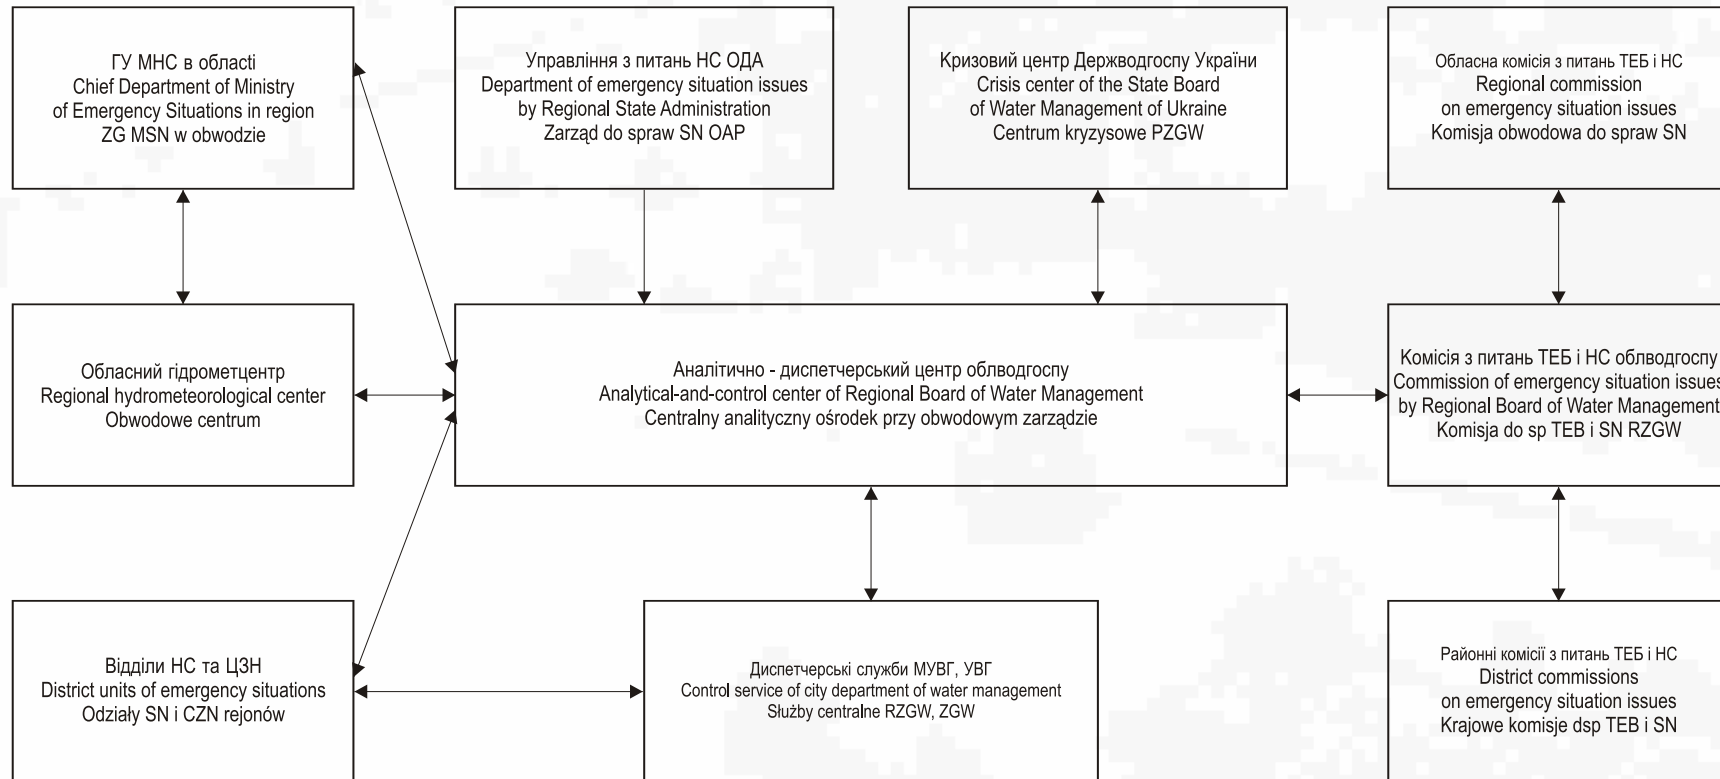 ГУ МНС в області
Chief Department of Ministry
of Emergency Situations in region
ZG MSN w obwodzie
Управління з питань НС ОДА
Department of emergency situation issues
by Regional State Administration
Zarząd do spraw SN OAP
Кризовий центр Держводгоспу України
Crisis center of the State Board
of Water Management of Ukraine
Centrum kryzysowe PZGW
Обласна комісія з питань ТЕБ і НС
Regional commission
on emergency situation issues
Komisja obwodowa do spraw SN
Обласний гідрометцентр
Regional hydrometeorological center
Obwodowe centrum
Аналітично - диспетчерський центр облводгоспу
Analytical-and-control center of Regional Board of Water Management
Centralny analityczny ośrodek przy obwodowym zarządzie
Комісія з питань ТЕБ і НС облводгоспу
Commission of emergency situation issues
by Regional Board of Water Management
Komisja do sp TEB i SN RZGW
Відділи НС та ЦЗН
District units of emergency situations
Odziały SN i CZN rejonów
Диспетчерські служби МУВГ, УВГ
Control service of city department of water management
Służby centralne RZGW, ZGW
Районні комісії з питань ТЕБ і НС
District commissions
on emergency situation issues
Krajowe komisje dsp TEB i SN